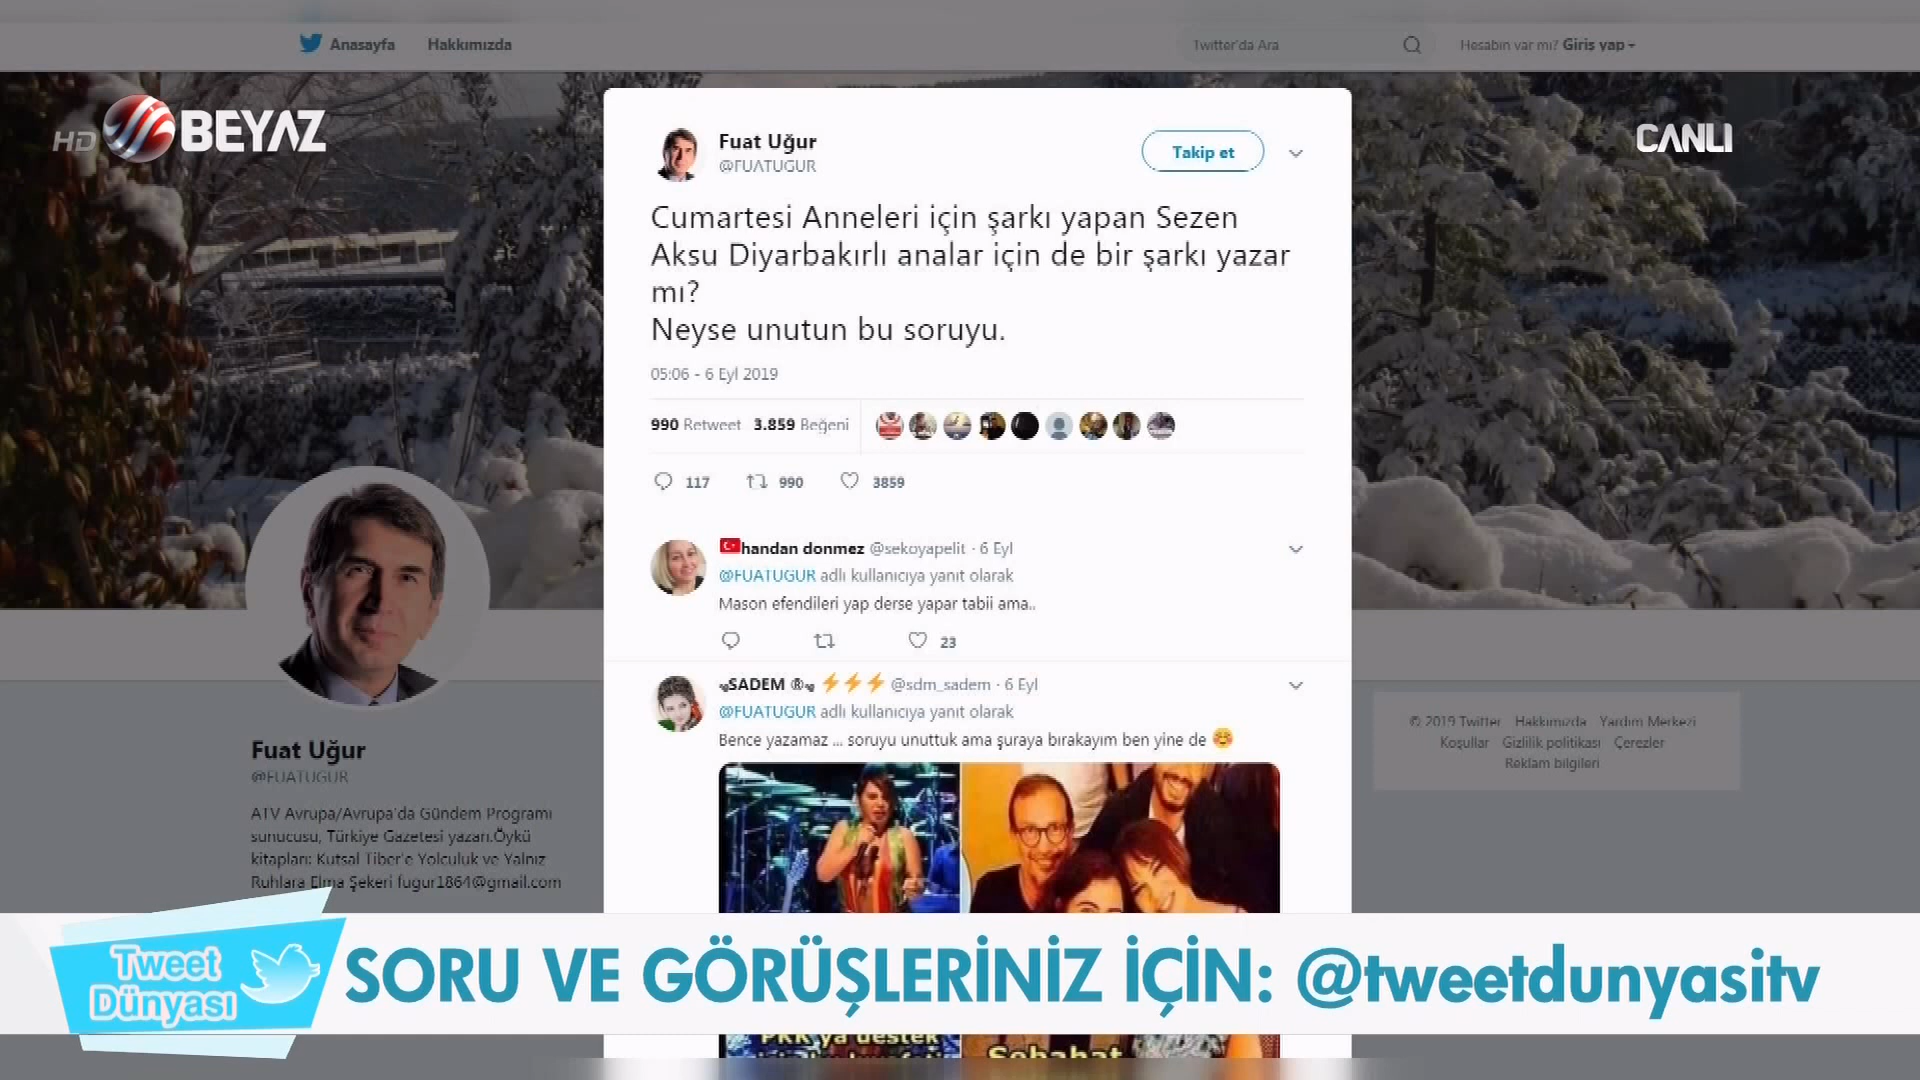 Anasayfa Hakkımızda
Twitter'da Ara
Hesabın var mı? Giriş yap
HD BEYAZ
CANLI
Fuat Uğur
@FUATUGUR
Takip et
Cumartesi Anneleri için şarkı yapan Sezen
Aksu Diyarbakırlı analar için de bir şarkı yazar
mı?
Neyse unutun bu soruyu.
05:06 - 6 Eyl 2019
990 Retweet 3.859 Beğeni
117 990 3859
handan donmez @sekoyapelit · 6 Eyl
@FUATUGUR adlı kullanıcıya yanıt olarak
Mason efendileri yap derse yapar tabii ama..
23
SADEM ® @sdm_sadem · 6 Eyl
@FUATUGUR adlı kullanıcıya yanıt olarak
Bence yazamaz ... soruyu unuttuk ama şuraya bırakayım ben yine de
Fuat Uğur
@FUATUGUR
ATV Avrupa/Avrupa'da Gündem Programı
sunucusu, Türkiye Gazetesi yazarı.Öykü
kitapları: Kutsal Tiber'e Yolculuk ve Yalnız
Ruhlara Elma Şekeri fugur1864@gmail.com
© 2019 Twitter Hakkımızda Yardım Merkezi
Koşullar Gizlilik politikası Çerezler
Reklam bilgileri
Tweet
Dünyası
SORU VE GÖRÜŞLERİNİZ İÇİN: @tweetdunyasitv
PKK'ya destek
Sebahat